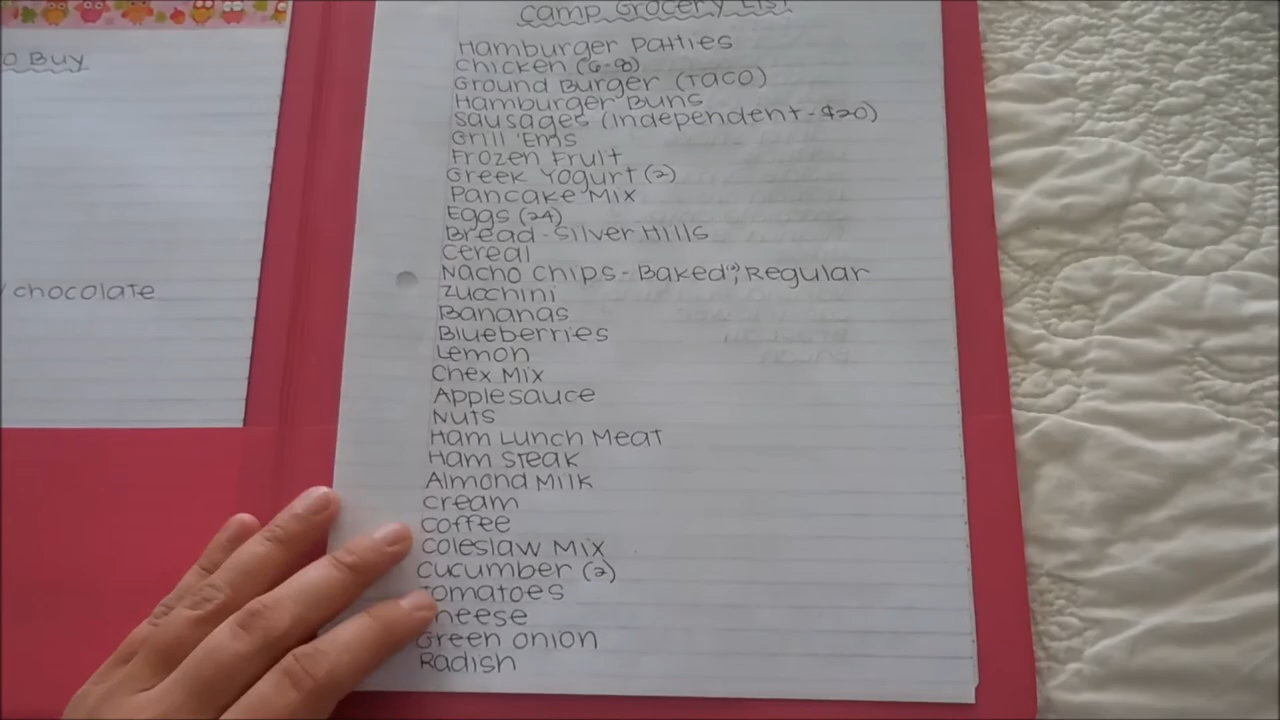 o Buy
chocolate
Camp Grocery List
Hamburger Patties
Chicken (6-8)
Ground Burger (Taco)
Hamburger Buns
Sausages (Independent - $20)
Grill 'Ems
Frozen Fruit
Greek Yogurt (2)
Pancake Mix
Eggs (24)
Bread - Silver Hills
Cereal
Nacho Chips - Baked?, Regular
Zucchini
Bananas
Blueberries
Lemon
Chex Mix
Applesauce
Nuts
Ham Lunch Meat
Ham Steak
Almond Milk
Cream
Coffee
Coleslaw Mix
Cucumber (2)
Tomatoes
Cheese
Green Onion
Radish